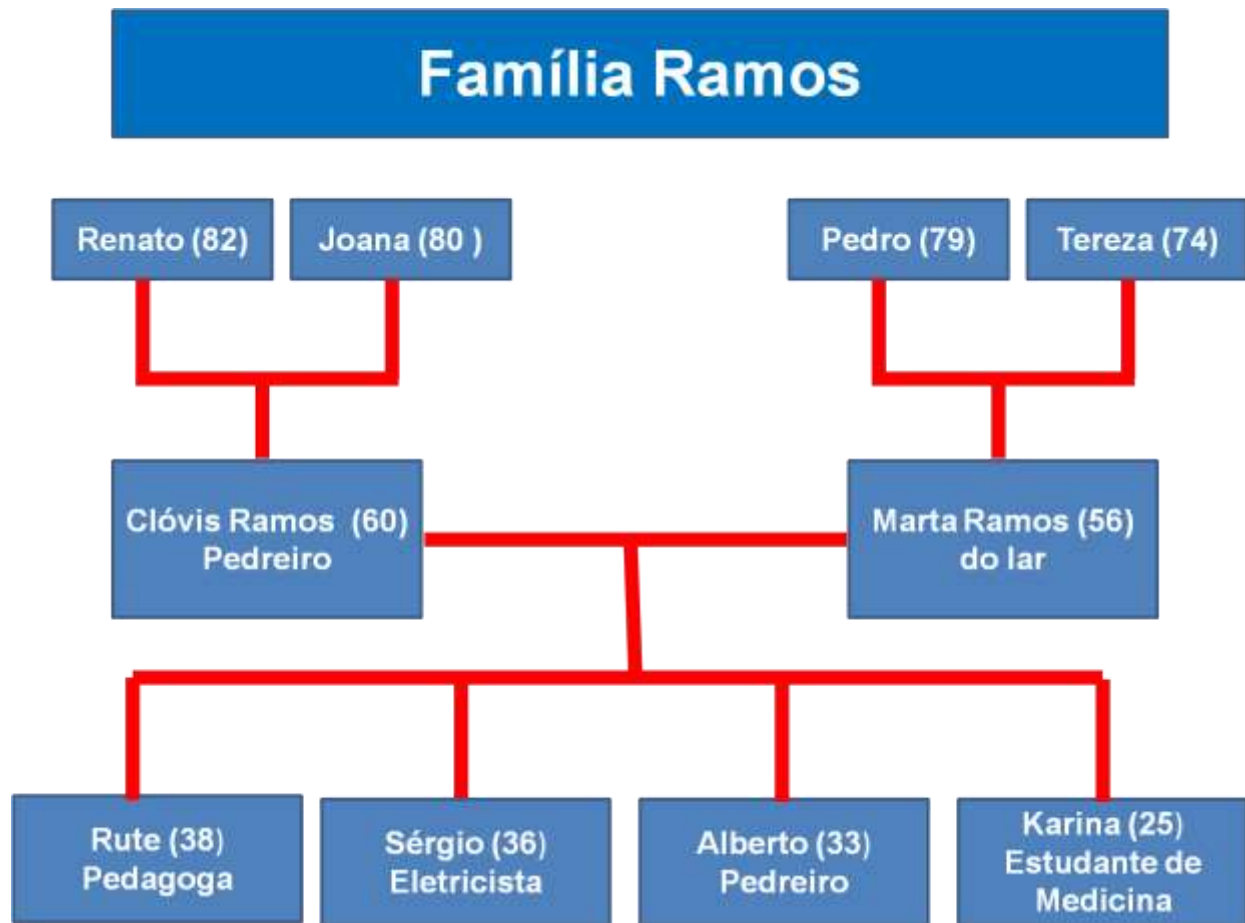 Família Ramos
Renato (82)
Joana (80 )
Pedro (79)
Tereza (74)
Clóvis Ramos (60)
Pedreiro
Marta Ramos (56)
do lar
Rute (38)
Pedagoga
Sérgio (36)
Eletricista
Alberto (33)
Pedreiro
Karina (25)
Estudante de
Medicina